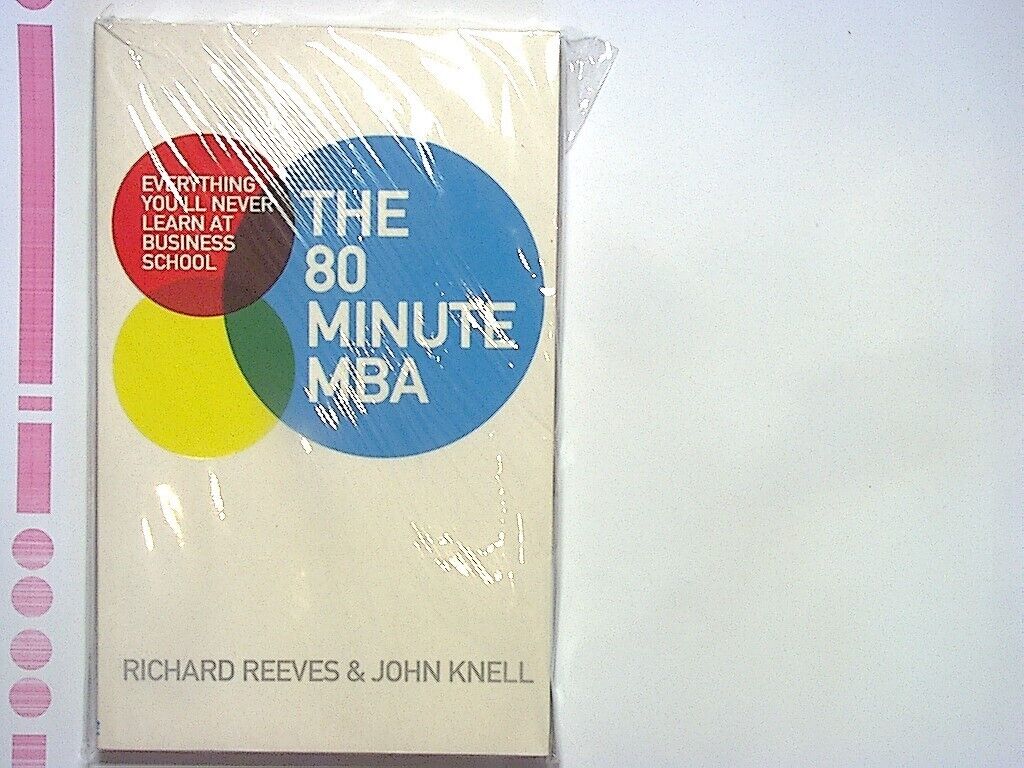 EVERYTHING
YOU'LL NEVER
LEARN AT
BUSINESS
SCHOOL
THE
80
MINUTE
MBA
RICHARD REEVES & JOHN KNELL